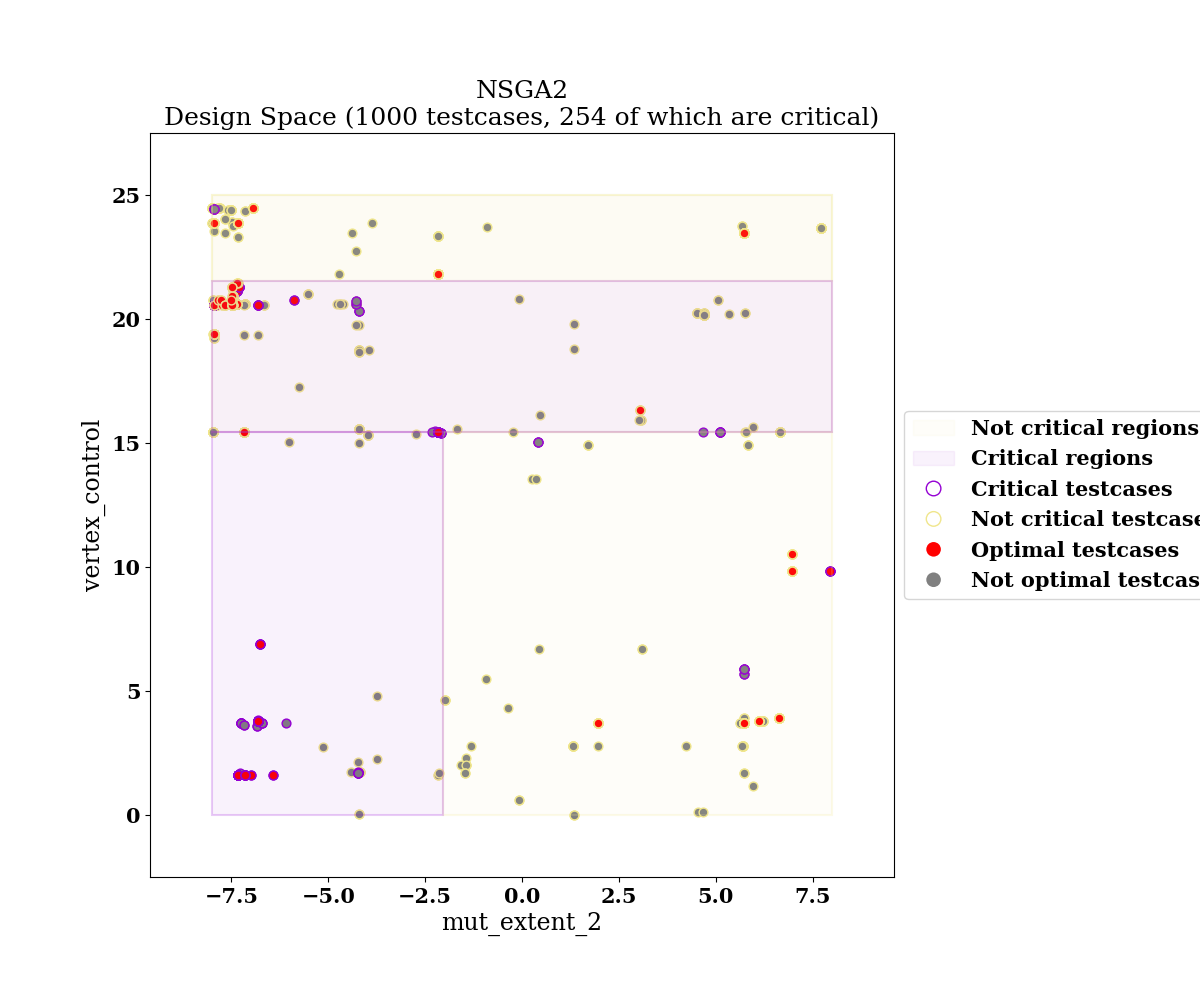 NSGA2
Design Space (1000 testcases, 254 of which are critical)
25
20
15
10
5
0
vertex_control
−7.5 −5.0 −2.5 0.0 2.5 5.0 7.5
mut_extent_2
Not critical regions
Critical regions
Critical testcases
Not critical testcase
Optimal testcases
Not optimal testcas